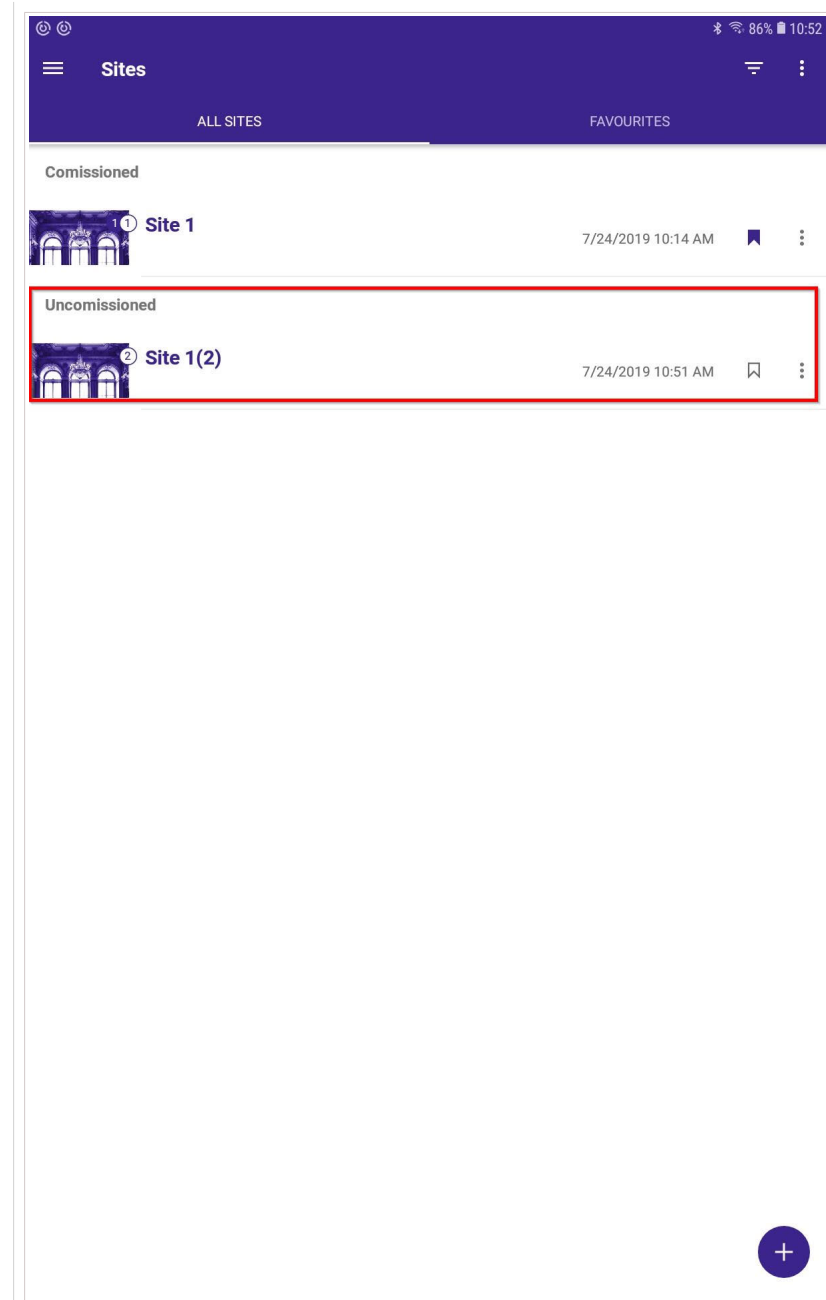 86% 10:52
Sites
ALL SITES FAVOURITES
Comissioned
1 1 Site 1
7/24/2019 10:14 AM
Uncomissioned
2 Site 1(2)
7/24/2019 10:51 AM